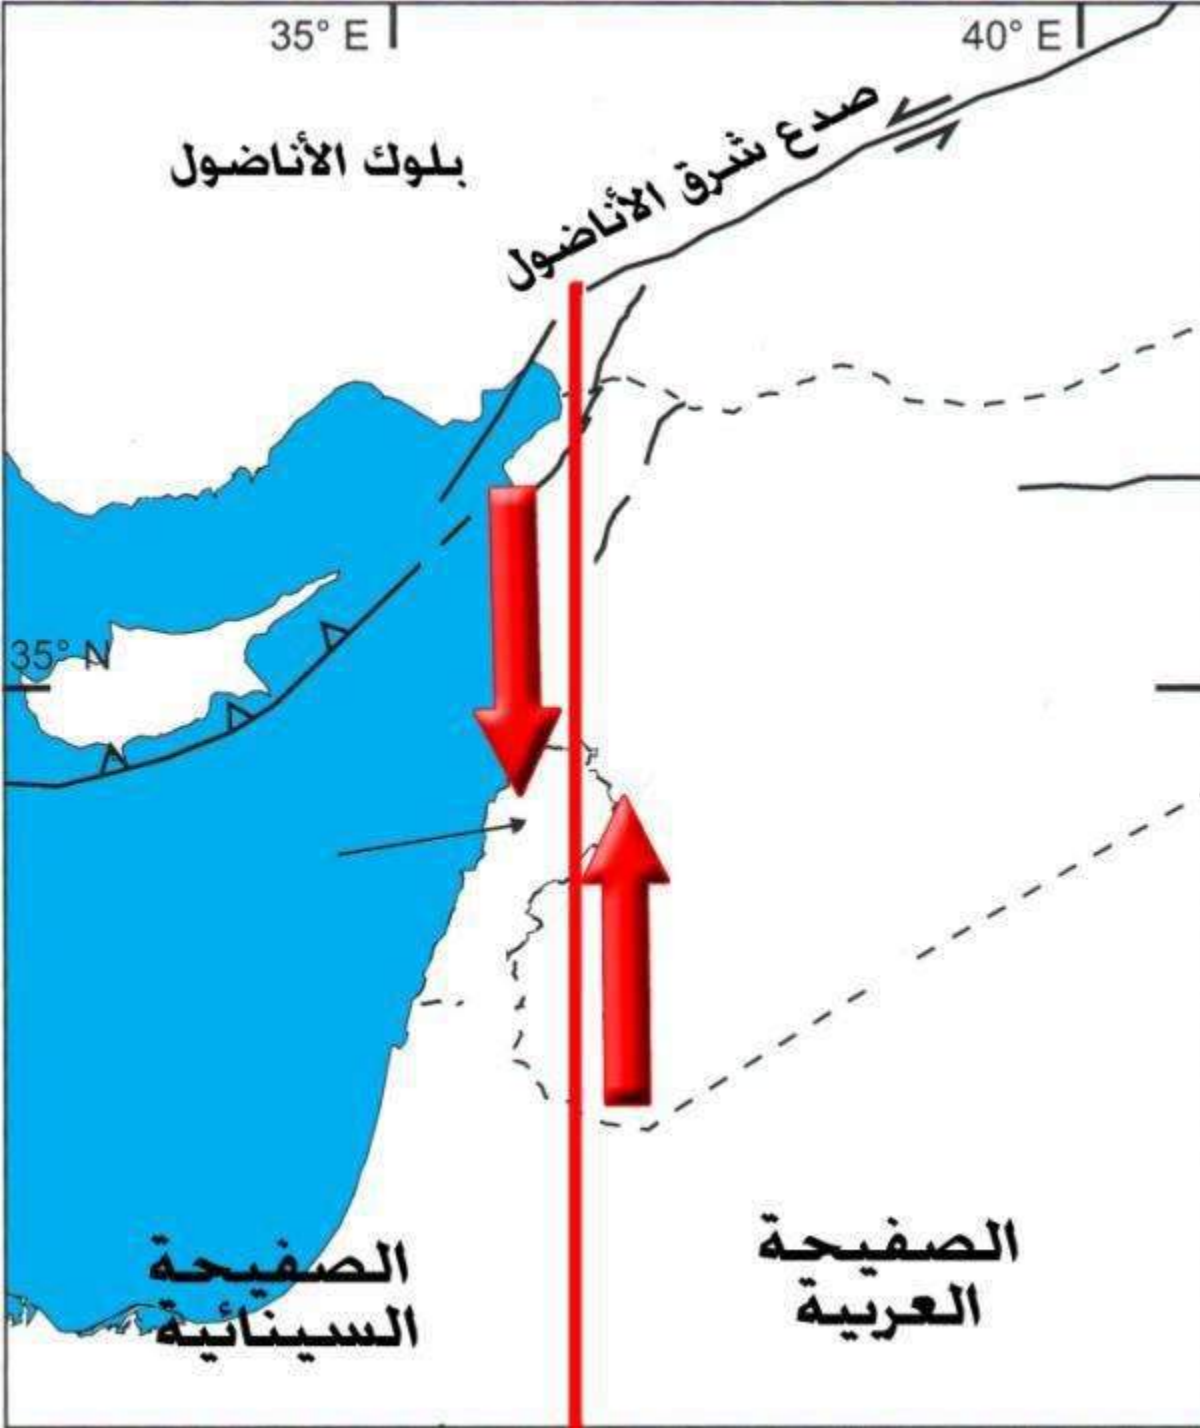 35° E
40° E
صدع شرق الأناضول
بلوك الأناضول
35° N
الصفيحة
العربية
الصفيحة
السينائية